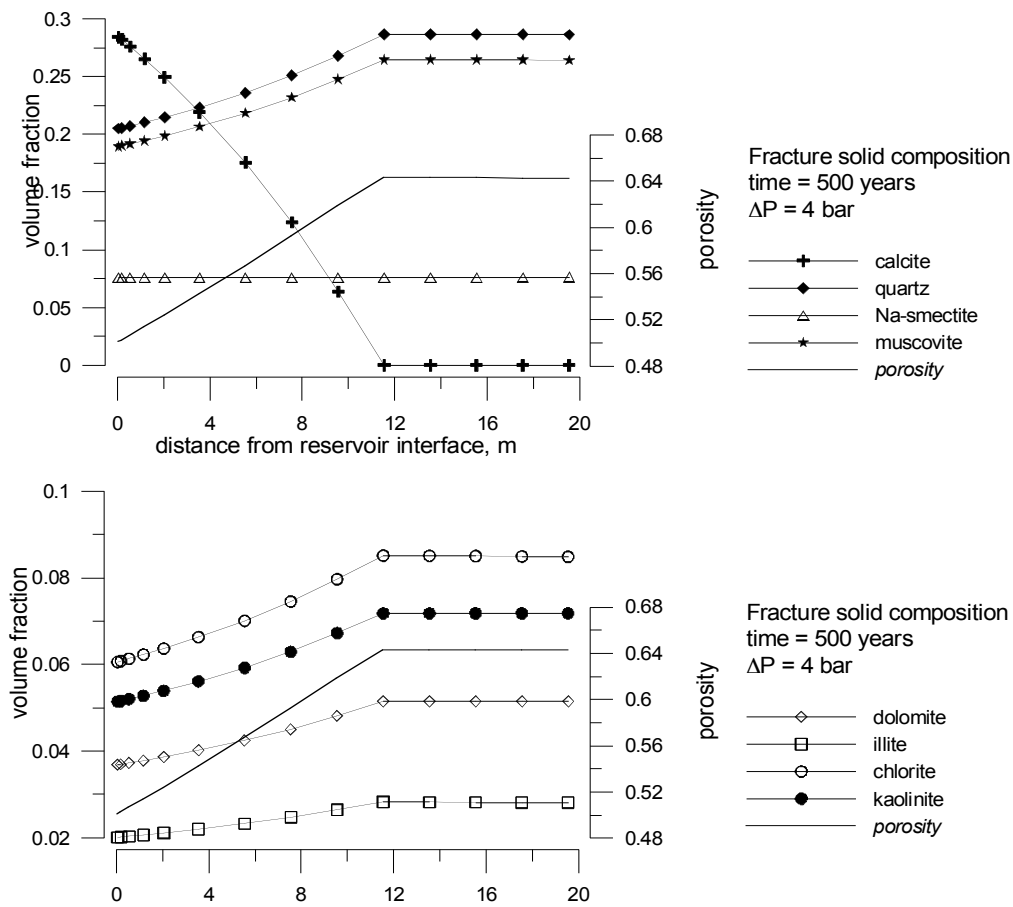 0.3
0.25
0.2
0.15
0.1
0.05
0
volume fraction
0.68
0.64
0.6
0.56
0.52
0.48
porosity
0 4 8 12 16 20
distance from reservoir interface, m
Fracture solid composition
time = 500 years
ΔP = 4 bar
calcite
quartz
Na-smectite
muscovite
porosity
0.1
0.08
0.06
0.04
0.02
volume fraction
0.68
0.64
0.6
0.56
0.52
0.48
porosity
0 4 8 12 16 20
Fracture solid composition
time = 500 years
ΔP = 4 bar
dolomite
illite
chlorite
kaolinite
porosity